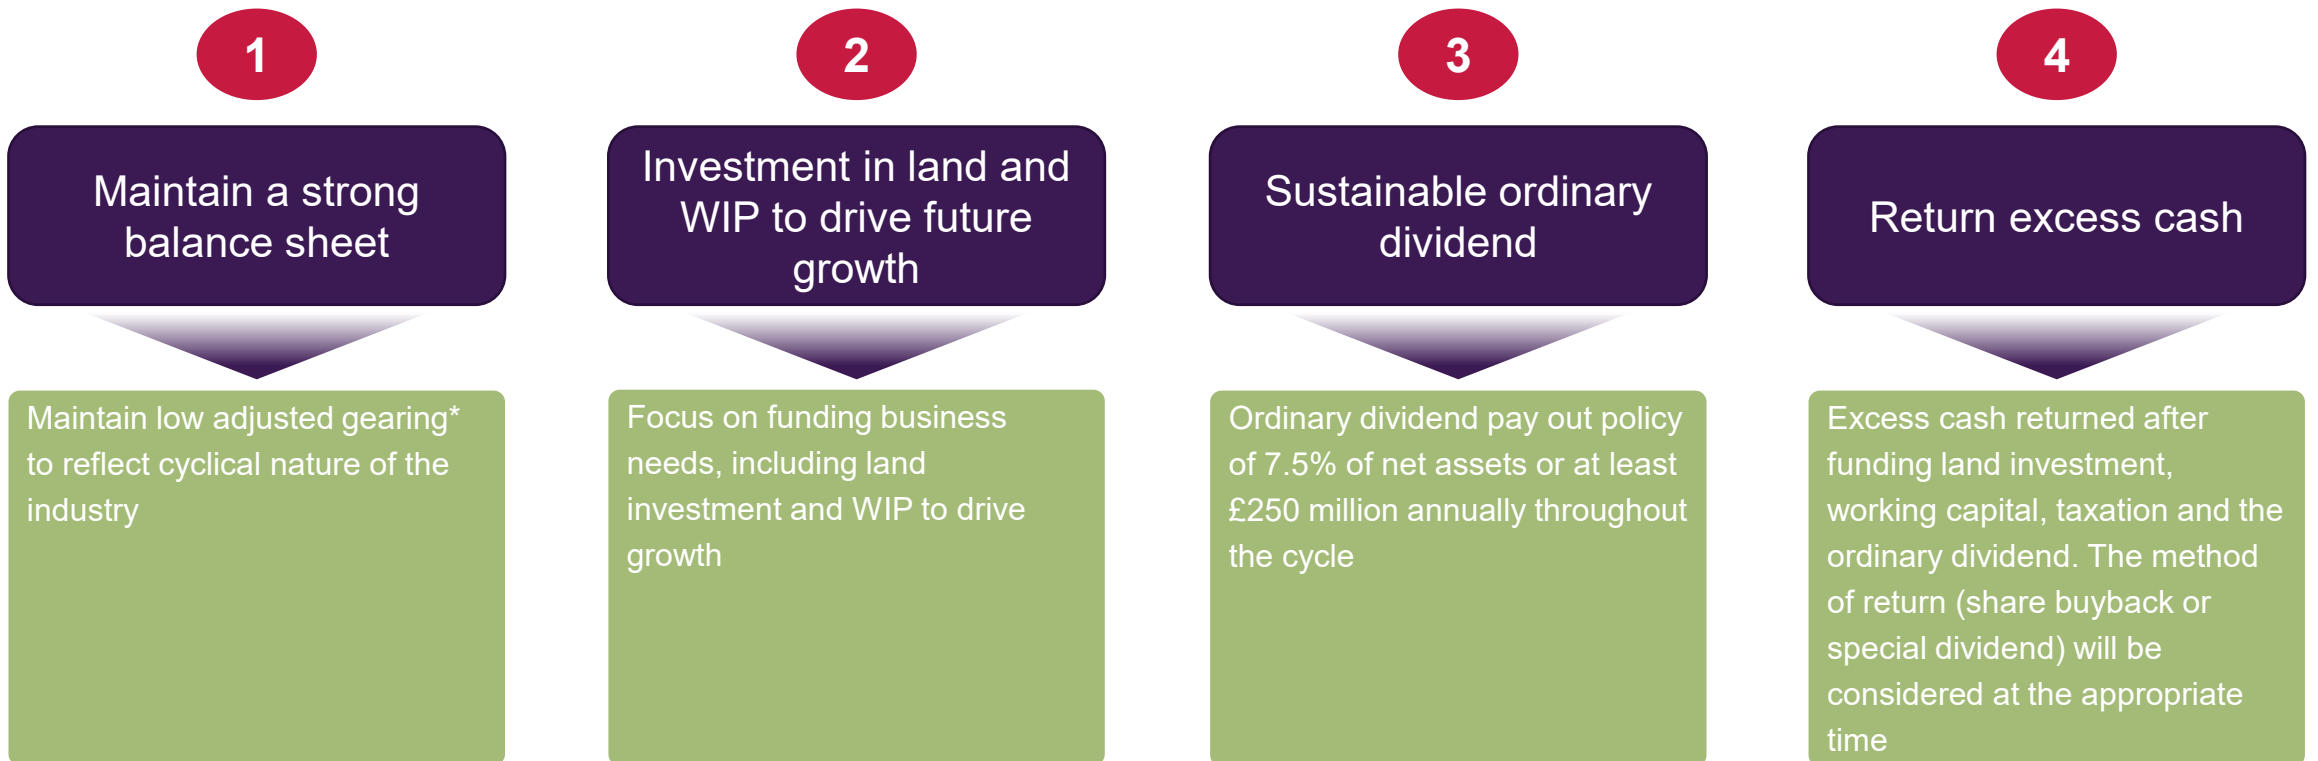 1
Maintain a strong
balance sheet
Maintain low adjusted gearing*
to reflect cyclical nature of the
industry
2
Investment in land and
WIP to drive future
growth
Focus on funding business
needs, including land
investment and WIP to drive
growth
3
Sustainable ordinary
dividend
Ordinary dividend pay out policy
of 7.5% of net assets or at least
£250 million annually throughout
the cycle
4
Return excess cash
Excess cash returned after
funding land investment,
working capital, taxation and the
ordinary dividend. The method
of return (share buyback or
special dividend) will be
considered at the appropriate
time